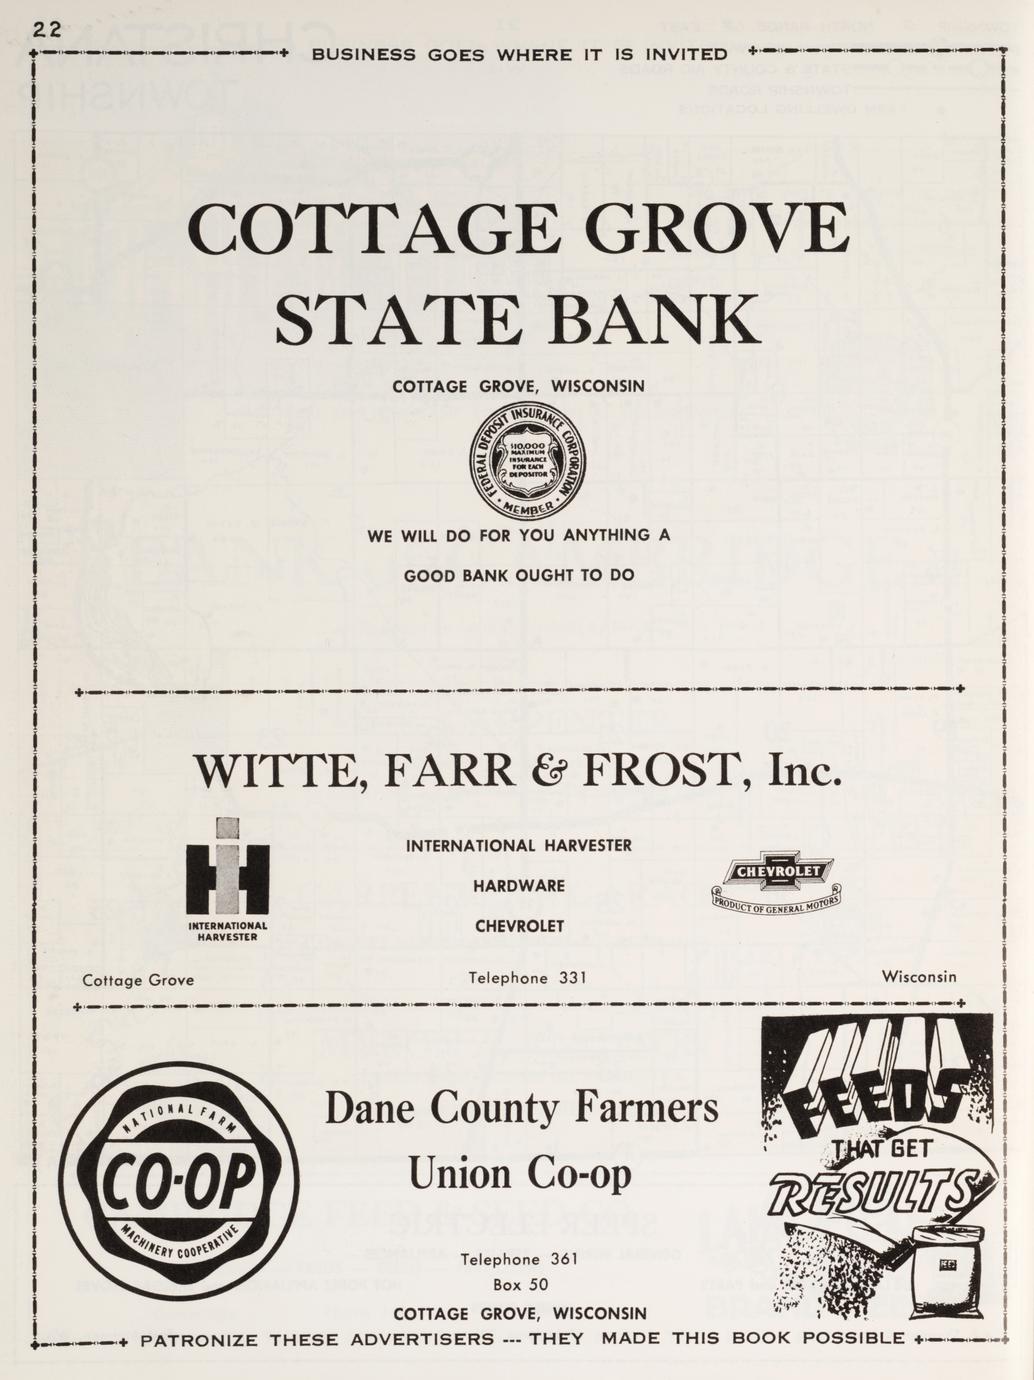 22
BUSINESS GOES WHERE IT IS INVITED
COTTAGE GROVE
STATE BANK
COTTAGE GROVE, WISCONSIN
FEDERAL DEPOSIT INSURANCE CORPORATION
$10,000
MAXIMUM
INSURANCE
FOR EACH
DEPOSITOR
• MEMBER •
WE WILL DO FOR YOU ANYTHING A
GOOD BANK OUGHT TO DO
WITTE, FARR & FROST, Inc.
INTERNATIONAL
HARVESTER
INTERNATIONAL HARVESTER
HARDWARE
CHEVROLET
CHEVROLET
PRODUCT OF GENERAL MOTORS
Cottage Grove Telephone 331 Wisconsin
NATIONAL FARM
CO-OP
MACHINERY COOPERATIVE
Dane County Farmers
Union Co-op
Telephone 361
Box 50
COTTAGE GROVE, WISCONSIN
FEEDS
THAT GET
RESULTS
PATRONIZE THESE ADVERTISERS --- THEY MADE THIS BOOK POSSIBLE